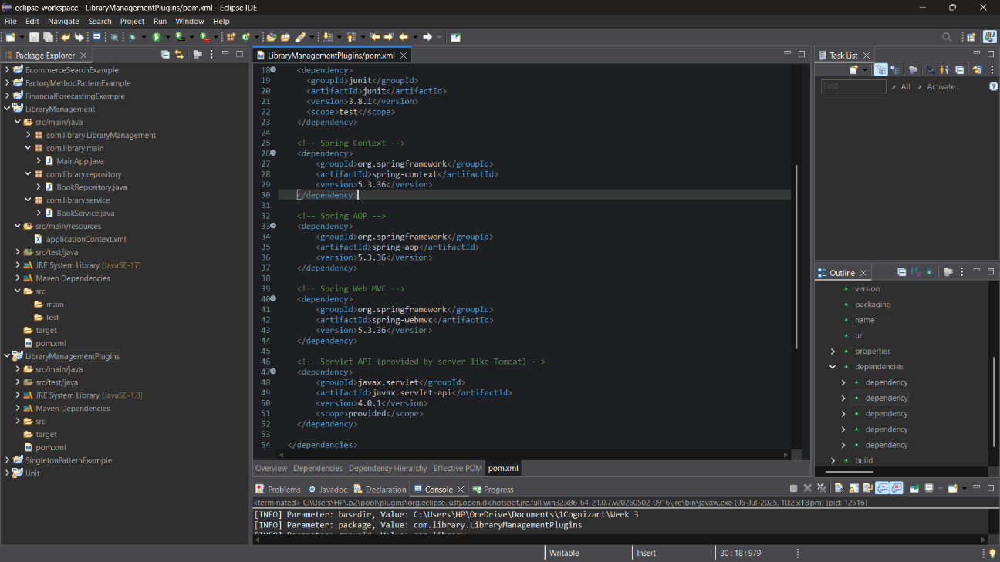 eclipse-workspace - LibraryManagementPlugins/pom.xml - Eclipse IDE
File Edit Navigate Search Project Run Window Help
Package Explorer
EcommerceSearchExample
FactoryMethodPatternExample
FinancialForecastingExample
LibraryManagement
src/main/java
com.library.LibraryManagement
com.library.main
MainApp.java
com.library.repository
BookRepository.java
com.library.service
BookService.java
src/main/resources
applicationContext.xml
src/test/java
JRE System Library [JavaSE-17]
Maven Dependencies
src
main
test
target
pom.xml
LibraryManagementPlugins
src/main/java
src/test/java
JRE System Library [JavaSE-1.8]
Maven Dependencies
src
target
pom.xml
SingletonPatternExample
Unit
LibraryManagementPlugins/pom.xml
18 <dependency>
19 <groupId>junit</groupId>
20 <artifactId>junit</artifactId>
21 <version>3.8.1</version>
22 <scope>test</scope>
23 </dependency>
24
25 <!-- Spring Context -->
26 <dependency>
27 <groupId>org.springframework</groupId>
28 <artifactId>spring-context</artifactId>
29 <version>5.3.36</version>
30 </dependency>
31
32 <!-- Spring AOP -->
33 <dependency>
34 <groupId>org.springframework</groupId>
35 <artifactId>spring-aop</artifactId>
36 <version>5.3.36</version>
37 </dependency>
38
39 <!-- Spring Web MVC -->
40 <dependency>
41 <groupId>org.springframework</groupId>
42 <artifactId>spring-webmvc</artifactId>
43 <version>5.3.36</version>
44 </dependency>
45
46 <!-- Servlet API (provided by server like Tomcat) -->
47 <dependency>
48 <groupId>javax.servlet</groupId>
49 <artifactId>javax.servlet-api</artifactId>
50 <version>4.0.1</version>
51 <scope>provided</scope>
52 </dependency>
53
54 </dependencies>
Overview Dependencies Dependency Hierarchy Effective POM pom.xml
Task List
Find All Activate...
Outline
version
packaging
name
url
properties
dependencies
dependency
dependency
dependency
dependency
dependency
build
Problems Javadoc Declaration Console Progress
<terminated> C:\Users\HP\.p2\pool\plugins\org.eclipse.justj.openjdk.hotspot.jre.full.win32.x86_64_21.0.7.v20250502-0916\jre\bin\javaw.exe (05-Jul-2025, 10:25:18 pm) [pid: 12516]
[INFO] Parameter: basedir, Value: C:\Users\HP\OneDrive\Documents\1Cognizant\Week 3
[INFO] Parameter: package, Value: com.library.LibraryManagementPlugins
Writable Insert 30 : 18 : 979